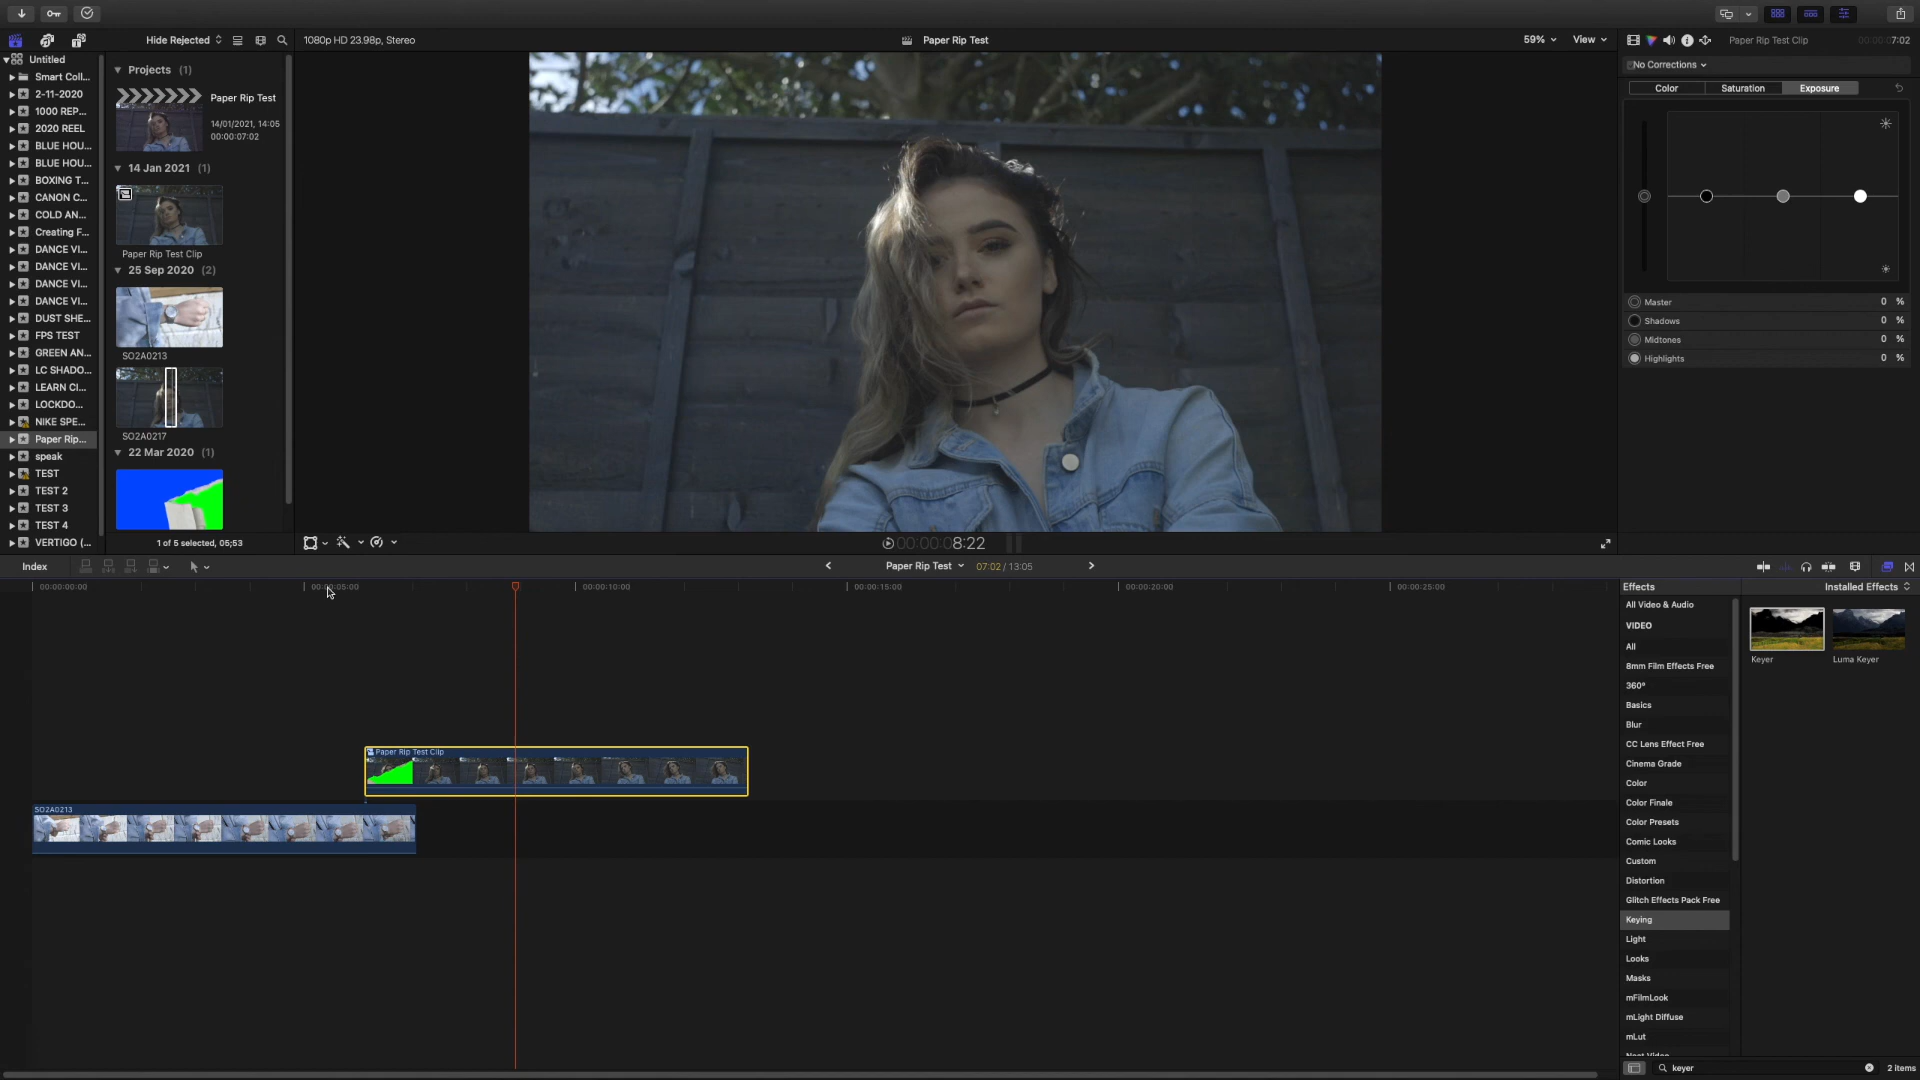 Hide Rejected
1080p HD 23.98p, Stereo
Paper Rip Test
59%
View
Paper Rip Test Clip
7:02
Untitled
Smart Coll...
2-11-2020
1000 REP...
2020 REEL
BLUE HOU...
BLUE HOU...
BOXING T...
CANON C...
COLD AN...
Creating F...
DANCE VI...
DANCE VI...
DANCE VI...
DANCE VI...
DUST SHE...
FPS TEST
GREEN AN...
LC SHADO...
LEARN CI...
LOCKDO...
NIKE SPE...
Paper Rip...
speak
TEST
TEST 2
TEST 3
TEST 4
VERTIGO (...
Projects (1)
Paper Rip Test
14/01/2021, 14:05
00:00:07:02
14 Jan 2021 (1)
Paper Rip Test Clip
25 Sep 2020 (2)
SO2A0213
SO2A0217
22 Mar 2020 (1)
1 of 5 selected, 05;53
No Corrections
Color
Saturation
Exposure
Master 0 %
Shadows 0 %
Midtones 0 %
Highlights 0 %
00:00:08:22
Index
Paper Rip Test
07:02 / 13:05
00:00:00:00
00:00:05:00
00:00:10:00
00:00:15:00
00:00:20:00
00:00:25:00
Paper Rip Test Clip
SO2A0213
Effects
Installed Effects
All Video & Audio
VIDEO
All
8mm Film Effects Free
360°
Basics
Blur
CC Lens Effect Free
Cinema Grade
Color
Color Finale
Color Presets
Comic Looks
Custom
Distortion
Glitch Effects Pack Free
Keying
Light
Looks
Masks
mFilmLook
mLight Diffuse
mLut
Keyer
Luma Keyer
keyer
2 items